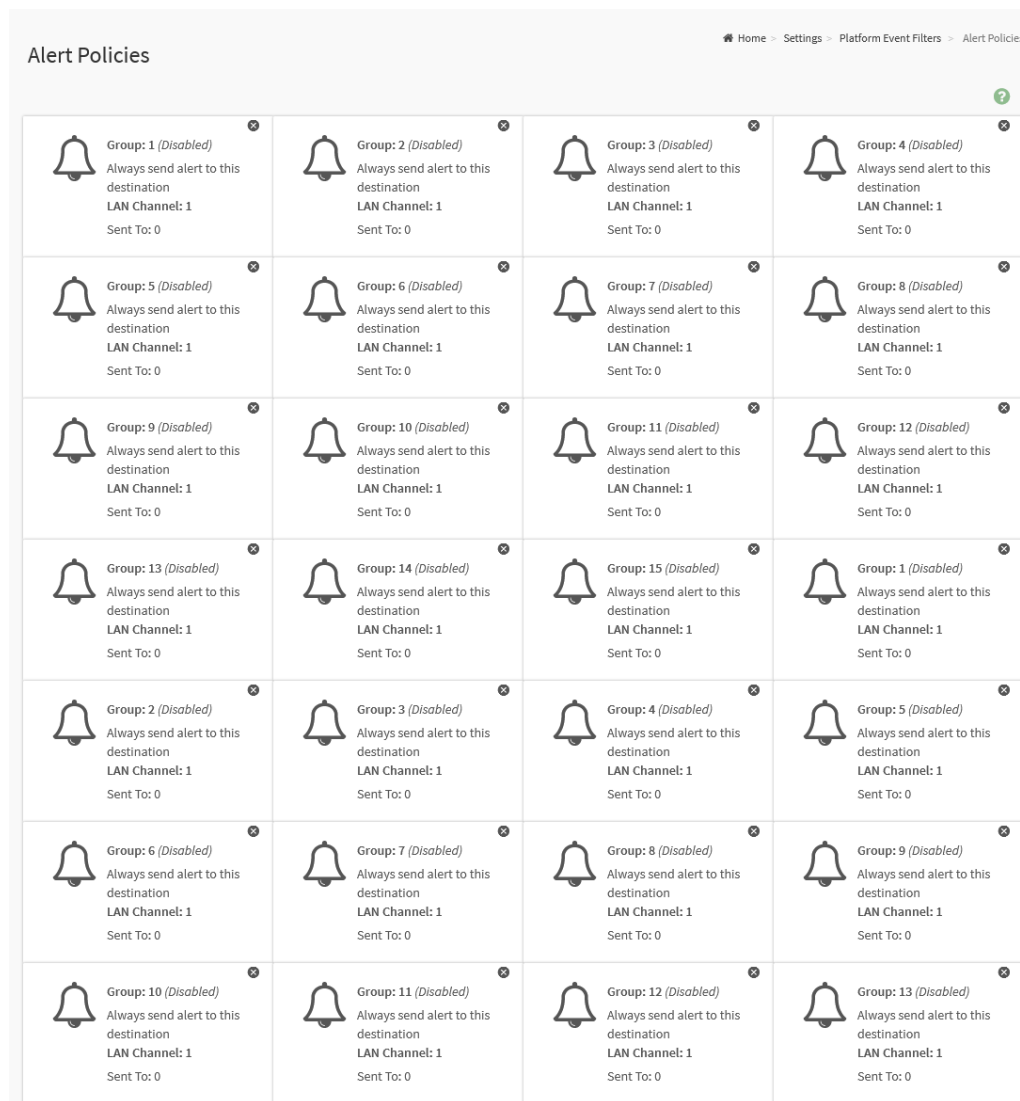 Home > Settings > Platform Event Filters > Alert Policies
Alert Policies
?
Group: 1 (Disabled)
Always send alert to this
destination
LAN Channel: 1
Sent To: 0
Group: 2 (Disabled)
Always send alert to this
destination
LAN Channel: 1
Sent To: 0
Group: 3 (Disabled)
Always send alert to this
destination
LAN Channel: 1
Sent To: 0
Group: 4 (Disabled)
Always send alert to this
destination
LAN Channel: 1
Sent To: 0
Group: 5 (Disabled)
Always send alert to this
destination
LAN Channel: 1
Sent To: 0
Group: 6 (Disabled)
Always send alert to this
destination
LAN Channel: 1
Sent To: 0
Group: 7 (Disabled)
Always send alert to this
destination
LAN Channel: 1
Sent To: 0
Group: 8 (Disabled)
Always send alert to this
destination
LAN Channel: 1
Sent To: 0
Group: 9 (Disabled)
Always send alert to this
destination
LAN Channel: 1
Sent To: 0
Group: 10 (Disabled)
Always send alert to this
destination
LAN Channel: 1
Sent To: 0
Group: 11 (Disabled)
Always send alert to this
destination
LAN Channel: 1
Sent To: 0
Group: 12 (Disabled)
Always send alert to this
destination
LAN Channel: 1
Sent To: 0
Group: 13 (Disabled)
Always send alert to this
destination
LAN Channel: 1
Sent To: 0
Group: 14 (Disabled)
Always send alert to this
destination
LAN Channel: 1
Sent To: 0
Group: 15 (Disabled)
Always send alert to this
destination
LAN Channel: 1
Sent To: 0
Group: 1 (Disabled)
Always send alert to this
destination
LAN Channel: 1
Sent To: 0
Group: 2 (Disabled)
Always send alert to this
destination
LAN Channel: 1
Sent To: 0
Group: 3 (Disabled)
Always send alert to this
destination
LAN Channel: 1
Sent To: 0
Group: 4 (Disabled)
Always send alert to this
destination
LAN Channel: 1
Sent To: 0
Group: 5 (Disabled)
Always send alert to this
destination
LAN Channel: 1
Sent To: 0
Group: 6 (Disabled)
Always send alert to this
destination
LAN Channel: 1
Sent To: 0
Group: 7 (Disabled)
Always send alert to this
destination
LAN Channel: 1
Sent To: 0
Group: 8 (Disabled)
Always send alert to this
destination
LAN Channel: 1
Sent To: 0
Group: 9 (Disabled)
Always send alert to this
destination
LAN Channel: 1
Sent To: 0
Group: 10 (Disabled)
Always send alert to this
destination
LAN Channel: 1
Sent To: 0
Group: 11 (Disabled)
Always send alert to this
destination
LAN Channel: 1
Sent To: 0
Group: 12 (Disabled)
Always send alert to this
destination
LAN Channel: 1
Sent To: 0
Group: 13 (Disabled)
Always send alert to this
destination
LAN Channel: 1
Sent To: 0